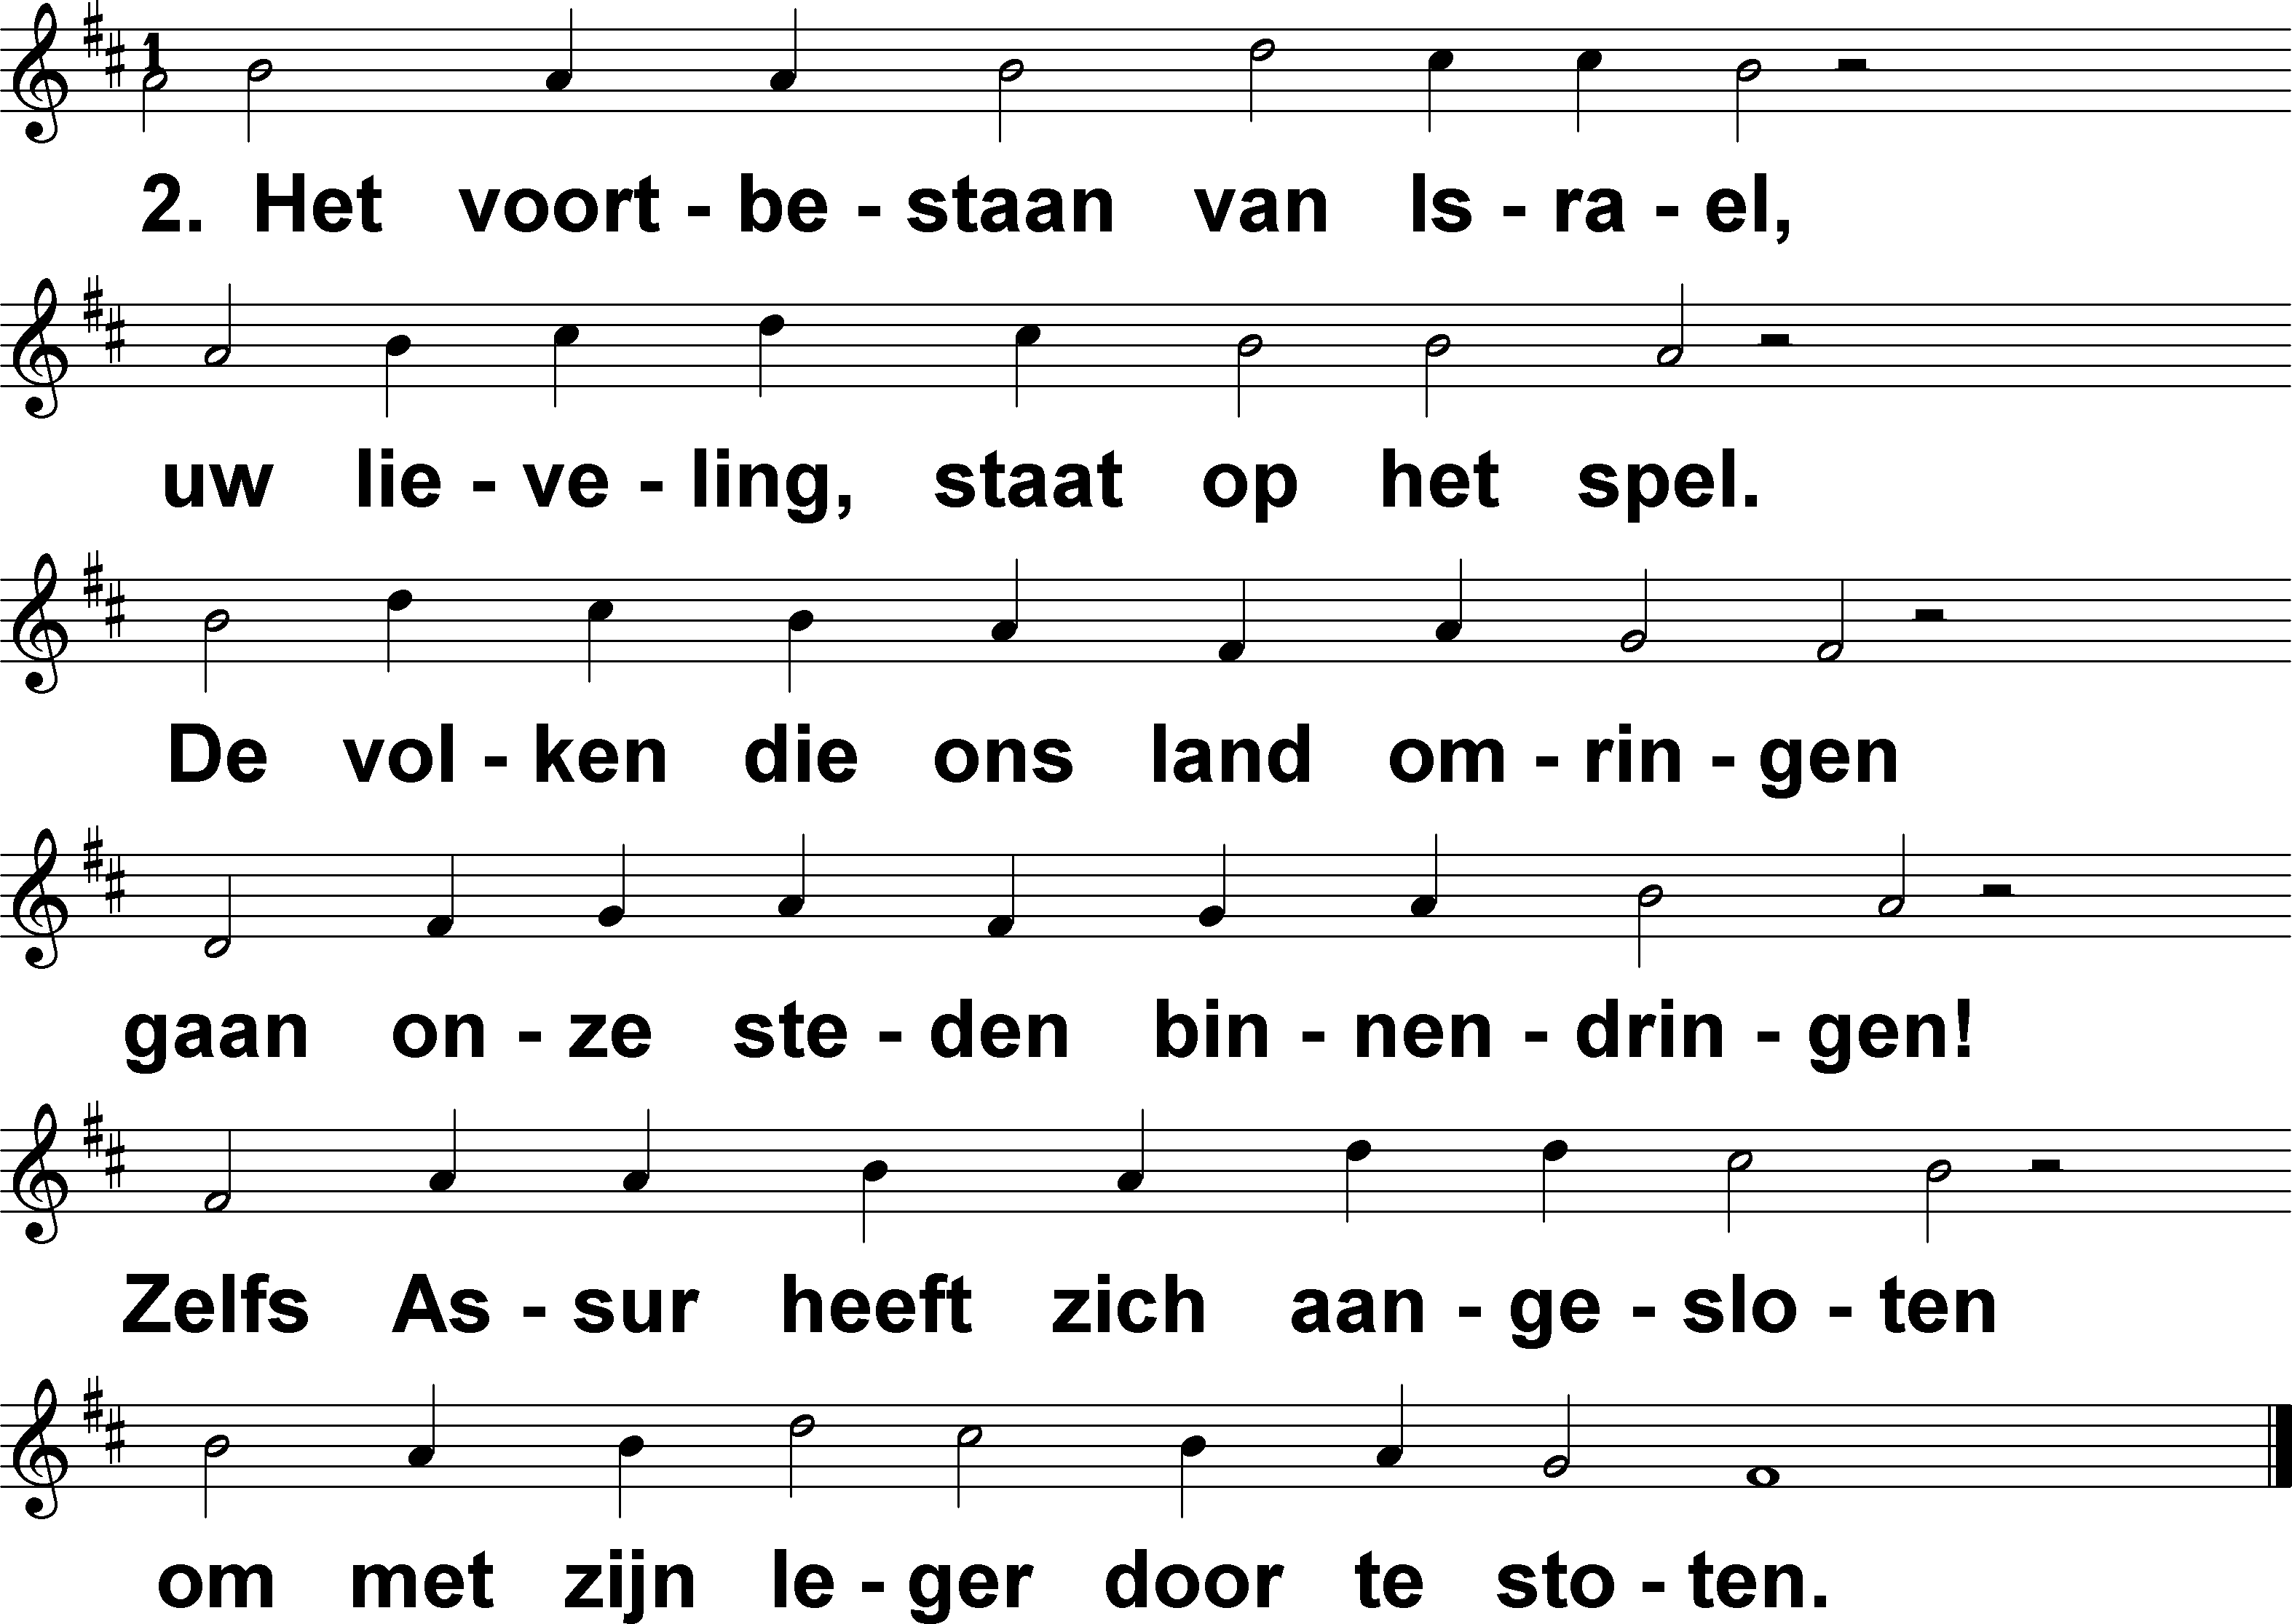 1
2. Het voort - be - staan van Is - ra - el,
uw lie - ve - ling, staat op het spel.
De vol - ken die ons land om - rin - gen
gaan on - ze ste - den bin - nen - drin - gen!
Zelfs As - sur heeft zich aan - ge - slo - ten
om met zijn le - ger door te sto - ten.